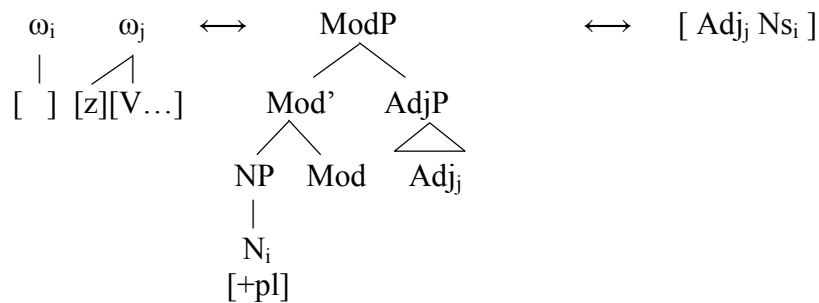 ωᵢ ωⱼ ↔ ModP ↔ [ Adjⱼ Nsᵢ ]
[ ] [z][V…] Mod’ AdjP
NP Mod Adjⱼ
Nᵢ
[+pl]